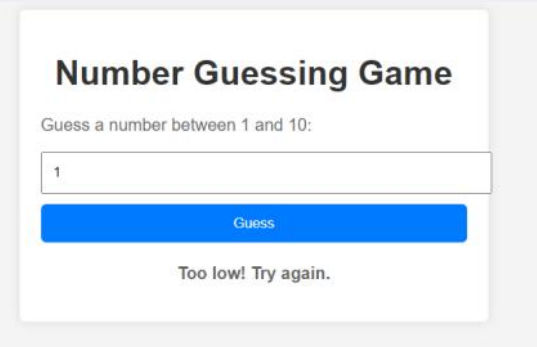 Number Guessing Game
Guess a number between 1 and 10:
1
Guess
Too low! Try again.